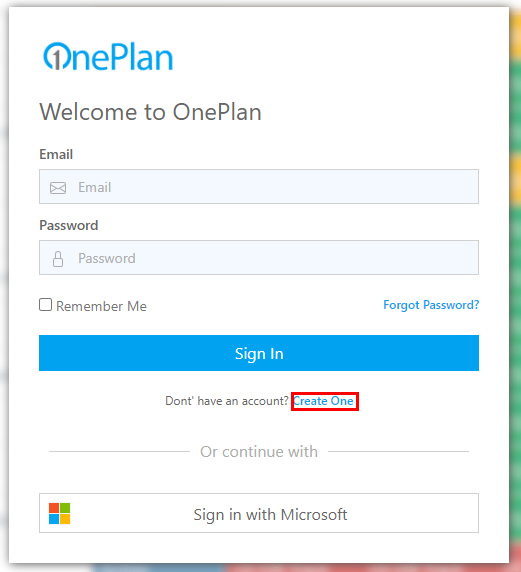 OnePlan
Welcome to OnePlan
Email
Email
Password
Password
Remember Me Forgot Password?
Sign In
Dont' have an account? Create One
Or continue with
Sign in with Microsoft